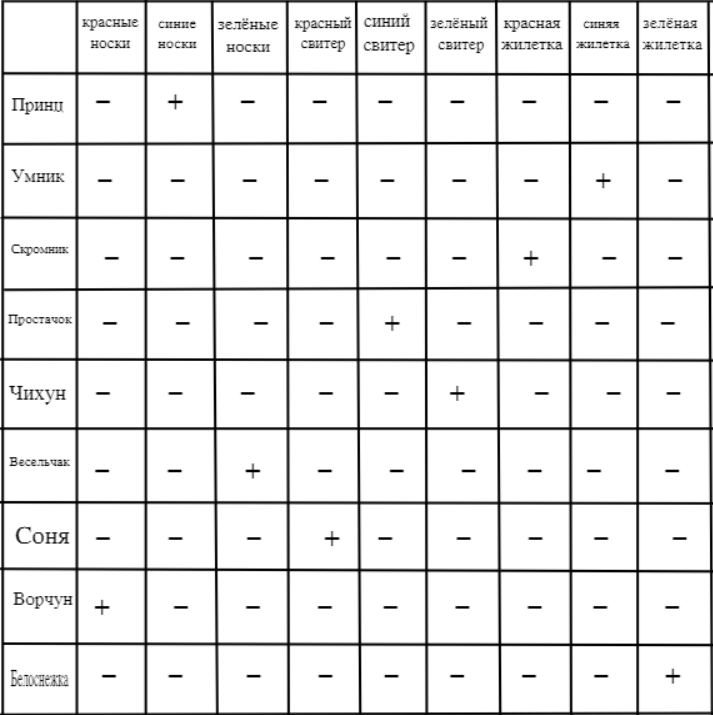 красные носки синие носки зелёные носки красный свитер синий свитер зелёный свитер красная жилетка синяя жилетка зелёная жилетка
Принц − + − − − − − − −
Умник − − − − − − − + −
Скромник − − − − − − + − −
Простачок − − − − + − − − −
Чихун − − − − − + − − −
Весельчак − − + − − − − − −
Соня − − − + − − − − −
Ворчун + − − − − − − − −
Белоснежка − − − − − − − − +